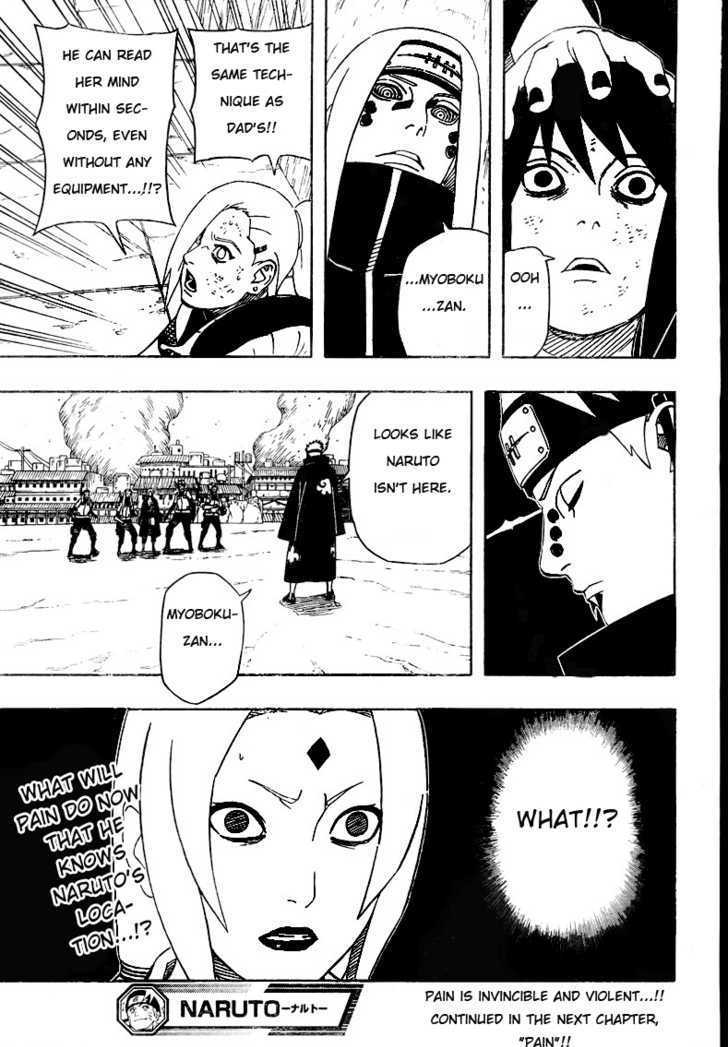 OOH
...
...MYOBOKU
...ZAN.
THAT'S THE
SAME TECH-
NIQUE AS
DAD'S!!
HE CAN READ
HER MIND
WITHIN SEC-
ONDS, EVEN
WITHOUT ANY
EQUIPMENT...!!?
LOOKS LIKE
NARUTO
ISN'T HERE.
MYOBOKU-
ZAN...
WHAT!!?
WHAT WILL
PAIN DO NOW
THAT HE
KNOWS
NARUTO'S
LOCA-
TION!...!?
NARUTO―ナルト―
PAIN IS INVINCIBLE AND VIOLENT...!!
CONTINUED IN THE NEXT CHAPTER,
"PAIN"!!